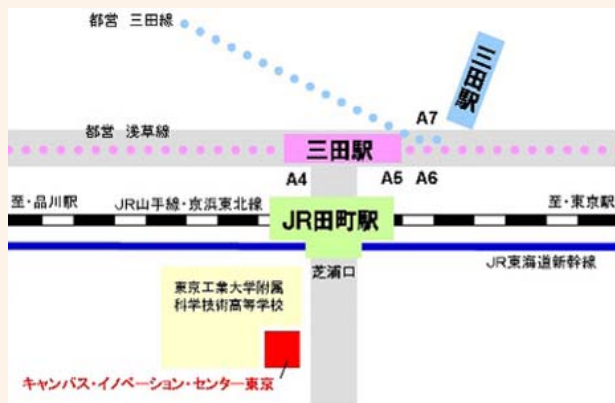 都営 三田線
三田駅
A7
都営 浅草線
三田駅
A4
A5 A6
至・品川駅
JR山手線・京浜東北線
至・東京駅
JR田町駅
JR東海道新幹線
芝浦口
東京工業大学附属
科学技術高等学校
キャンパス・イノベーション・センター東京